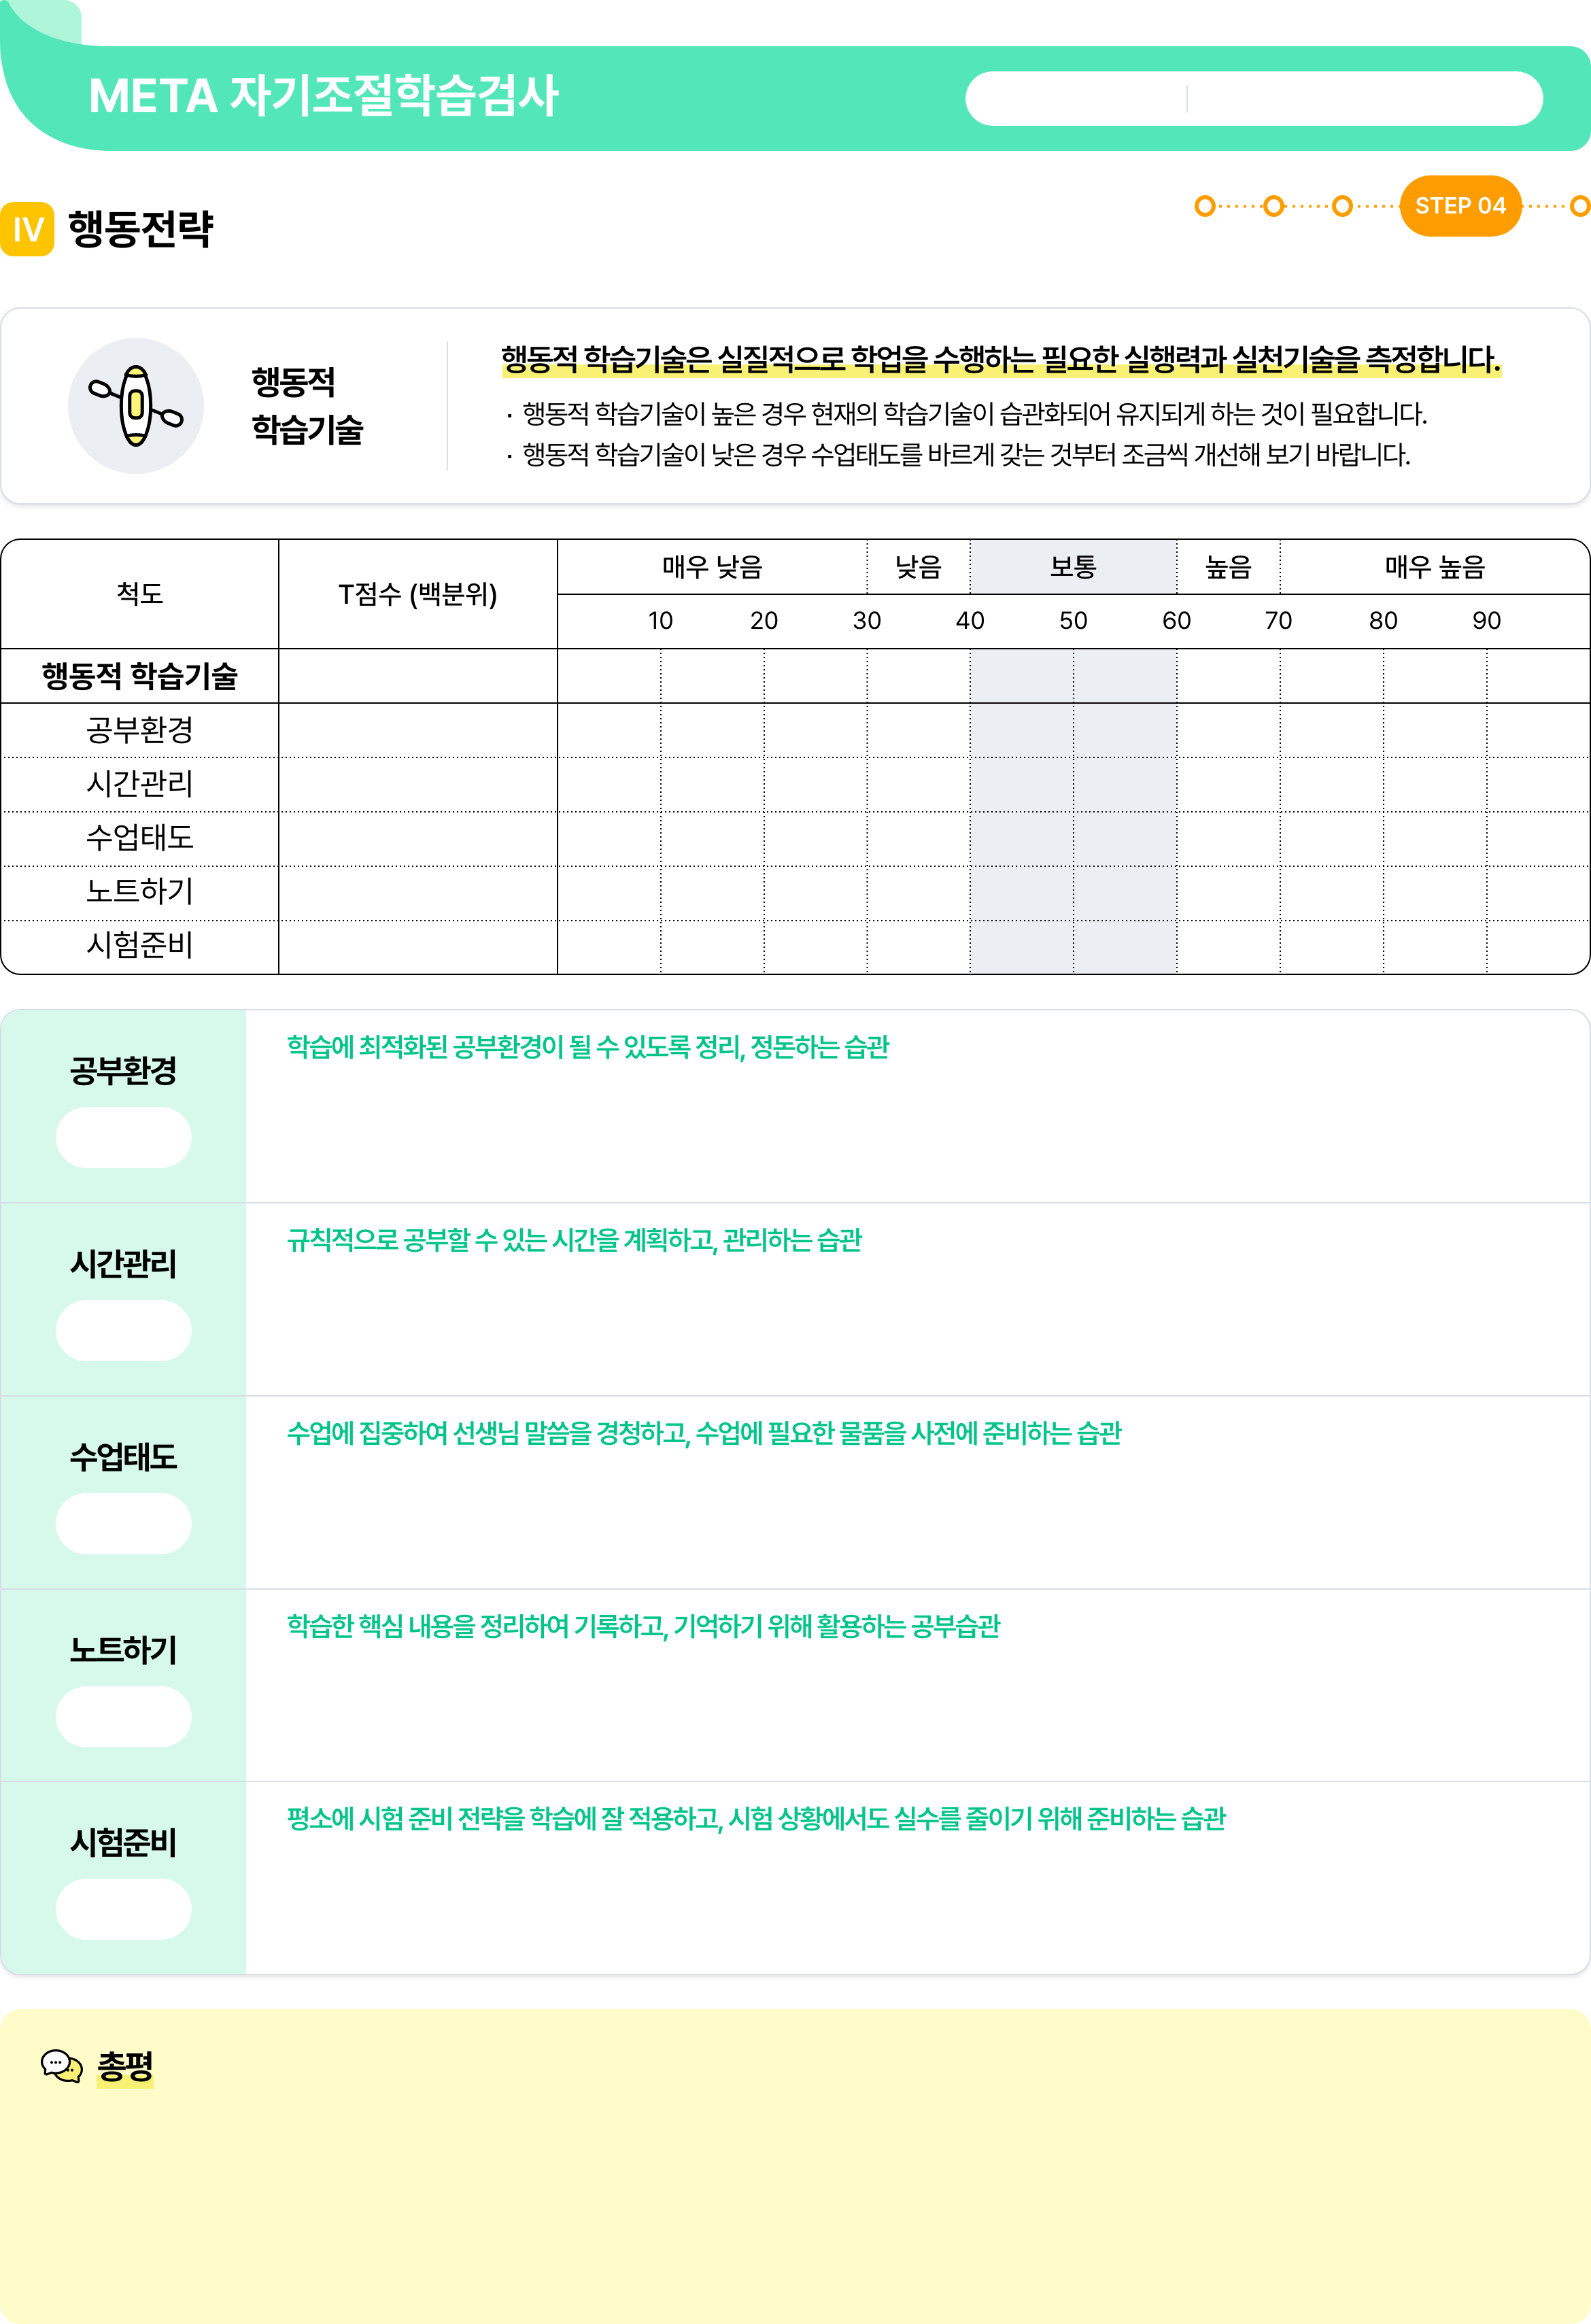 META 자기조절학습검사
STEP 04
IV 행동전략
행동적
학습기술
행동적 학습기술은 실질적으로 학업을 수행하는 필요한 실행력과 실천기술을 측정합니다.
· 행동적 학습기술이 높은 경우 현재의 학습기술이 습관화되어 유지되게 하는 것이 필요합니다.
· 행동적 학습기술이 낮은 경우 수업태도를 바르게 갖는 것부터 조금씩 개선해 보기 바랍니다.
척도 T점수 (백분위) 매우 낮음 낮음 보통 높음 매우 높음
10 20 30 40 50 60 70 80 90
행동적 학습기술
공부환경
시간관리
수업태도
노트하기
시험준비
공부환경
학습에 최적화된 공부환경이 될 수 있도록 정리, 정돈하는 습관
시간관리
규칙적으로 공부할 수 있는 시간을 계획하고, 관리하는 습관
수업태도
수업에 집중하여 선생님 말씀을 경청하고, 수업에 필요한 물품을 사전에 준비하는 습관
노트하기
학습한 핵심 내용을 정리하여 기록하고, 기억하기 위해 활용하는 공부습관
시험준비
평소에 시험 준비 전략을 학습에 잘 적용하고, 시험 상황에서도 실수를 줄이기 위해 준비하는 습관
총평